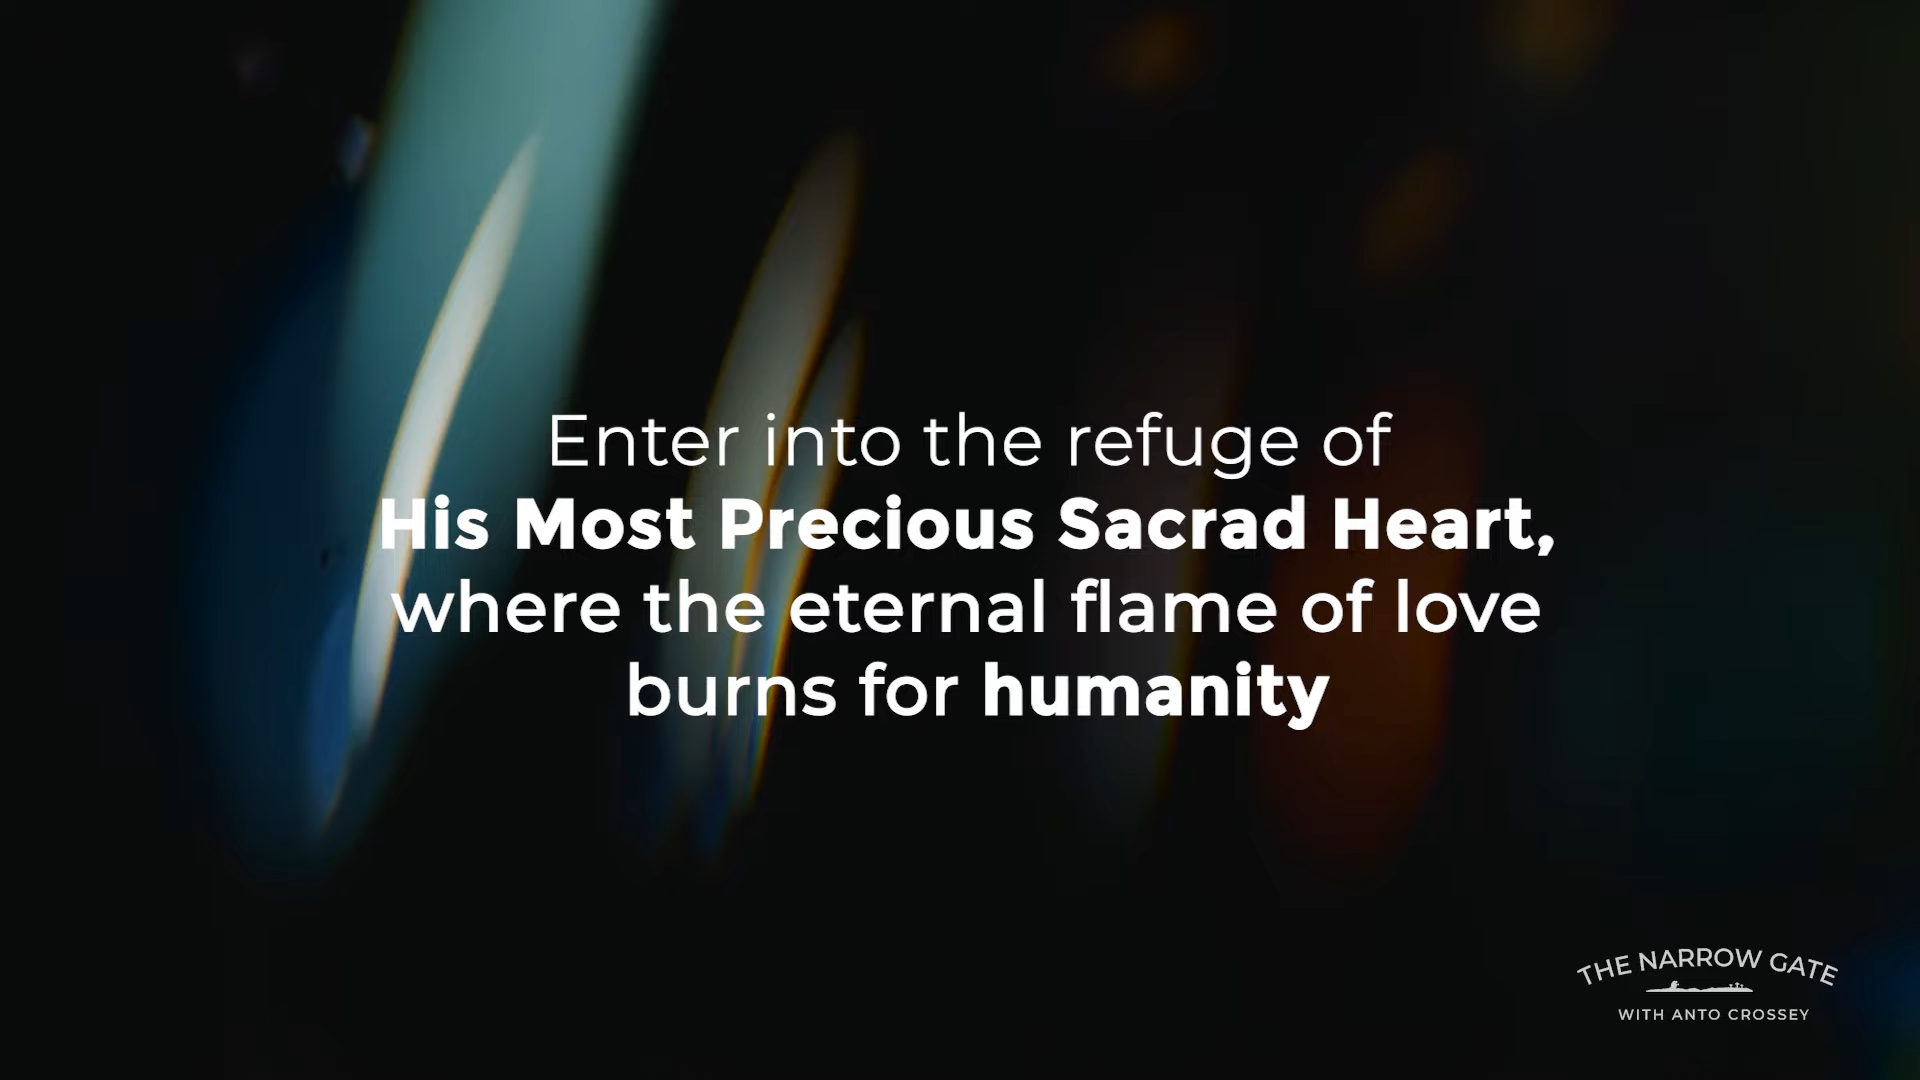 Enter into the refuge of
His Most Precious Sacrad Heart,
where the eternal flame of love
burns for humanity
THE NARROW GATE
WITH ANTO CROSSEY